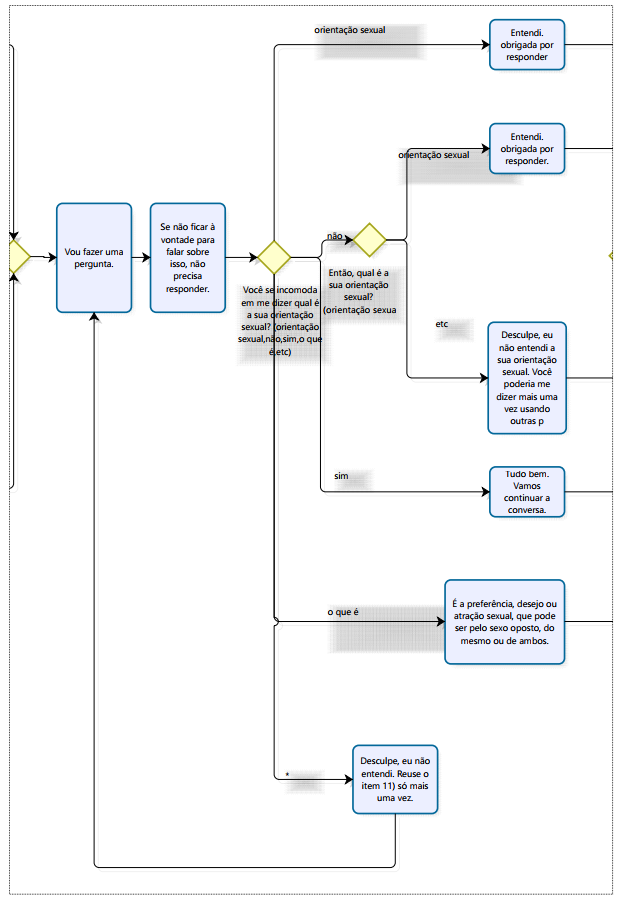 orientação sexual
Entendi.
obrigada por
responder
orientação sexual
Entendi.
obrigada por
responder.
Vou fazer uma
pergunta.
Se não ficar à
vontade para
falar sobre
isso, não
precisa
responder.
não
Você se incomoda
em me dizer qual é
a sua orientação
sexual? (orientação
sexual,não,sim,o que
é,etc)
Então, qual é a
sua orientação
sexual?
(orientação sexua
etc
Desculpe, eu
não entendi a
sua orientação
sexual. Você
poderia me
dizer mais uma
vez usando
outras p
sim
Tudo bem.
Vamos
continuar a
conversa.
o que é
É a preferência, desejo ou
atração sexual, que pode
ser pelo sexo oposto, do
mesmo ou de ambos.
*
Desculpe, eu não
entendi. Reuse o
item 11) só mais
uma vez.